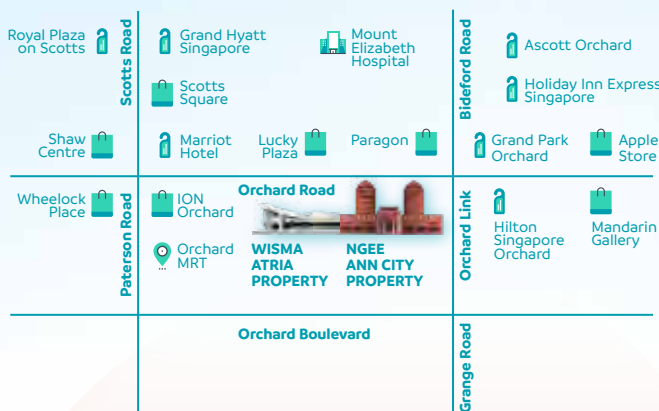 Royal Plaza
on Scotts
Scotts Road
Grand Hyatt
Singapore
Mount
Elizabeth
Hospital
Bideford Road
Ascott Orchard
Scotts
Square
Holiday Inn Express
Singapore
Shaw
Centre
Marriot
Hotel
Lucky
Plaza
Paragon
Grand Park
Orchard
Apple
Store
Wheelock
Place
Paterson Road
ION
Orchard
Orchard Road
Orchard
MRT
WISMA
ATRIA
PROPERTY
NGEE
ANN CITY
PROPERTY
Orchard Link
Hilton
Singapore
Orchard
Mandarin
Gallery
Orchard Boulevard
Grange Road